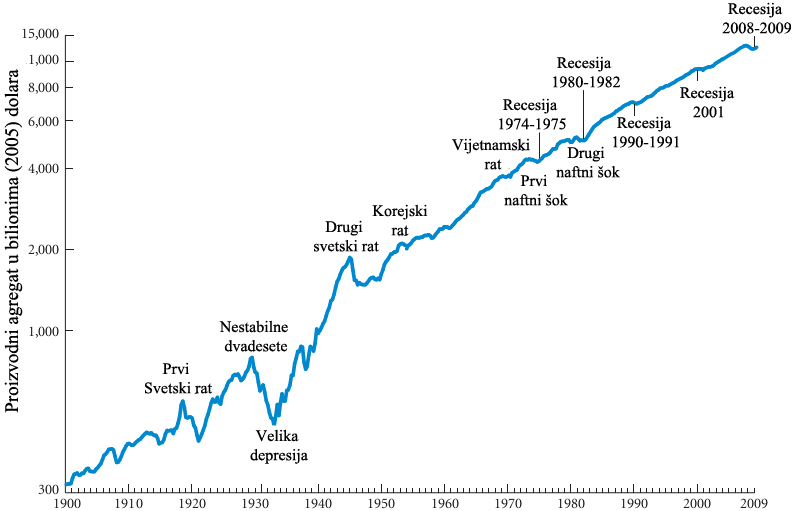 Recesija
2008-2009
15,000
1,000
8,000
6,000
4,000
2,000
1,000
300
Proizvodni agregat u bilionima (2005) dolara
Recesija
1980-1982
Recesija
1974-1975
Recesija
2001
Recesija
1990-1991
Vijetnamski
rat
Drugi
naftni šok
Prvi
naftni šok
Korejski
rat
Drugi
svetski rat
Nestabilne
dvadesete
Prvi
Svetski rat
Velika
depresija
1900 1910 1920 1930 1940 1950 1960 1970 1980 1990 2000 2009